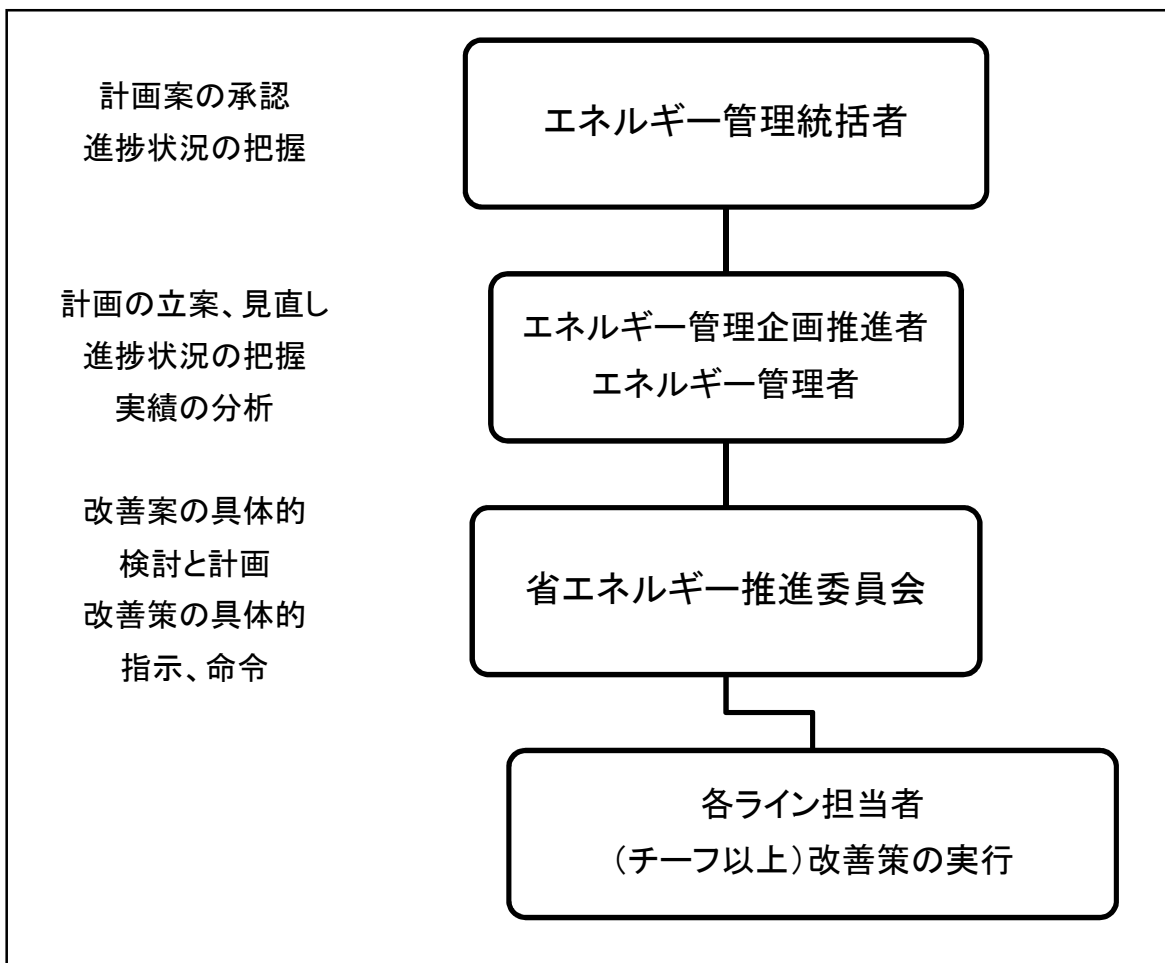 計画案の承認
進捗状況の把握
エネルギー管理統括者
計画の立案、見直し
進捗状況の把握
実績の分析
エネルギー管理企画推進者
エネルギー管理者
改善案の具体的
検討と計画
改善策の具体的
指示、命令
省エネルギー推進委員会
各ライン担当者
（チーフ以上）改善策の実行